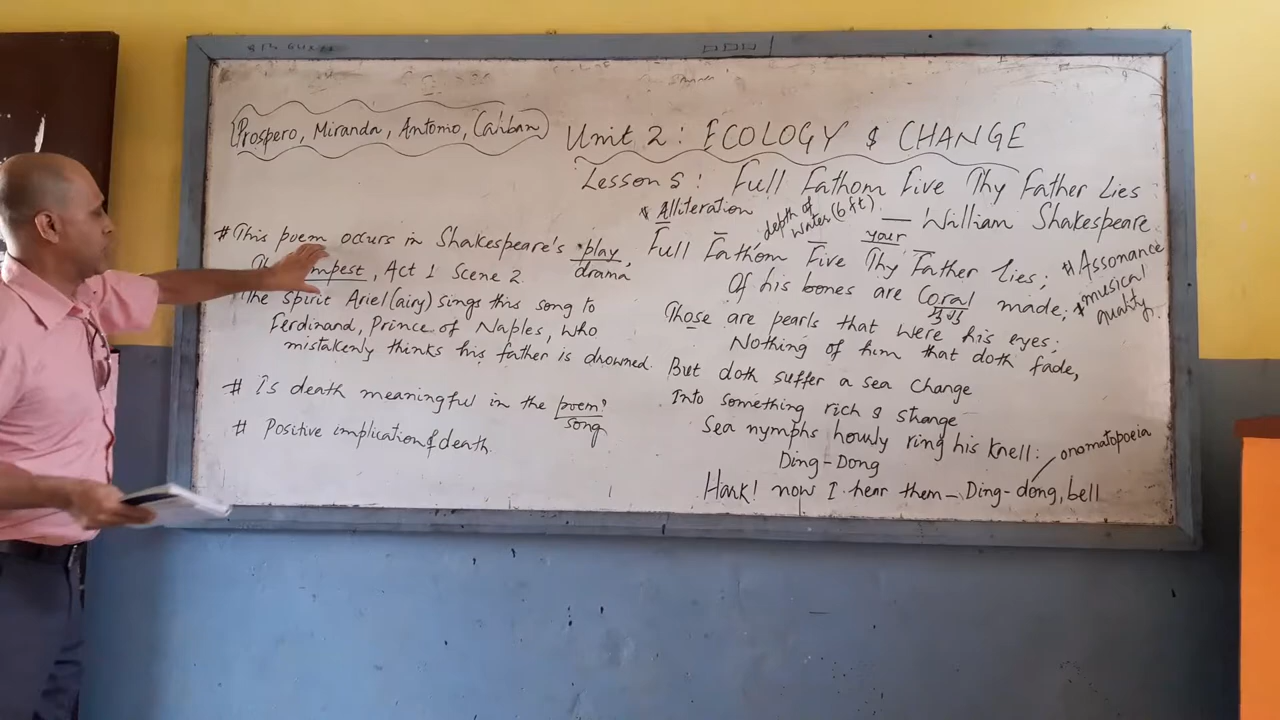 Prospero, Miranda, Antonio, Caliban
Unit 2 : ECOLOGY & CHANGE
Lesson 5 : Full Fathom Five Thy Father Lies
— William Shakespeare
# This poem occurs in Shakespeare's play,
drama
The Tempest, Act 1 Scene 2.
The spirit Ariel (airy) sings this song to
Ferdinand, Prince of Naples, who
mistakenly thinks his father is drowned.
# Is death meaningful in the poem?
song
# Positive implication of death.
* Alliteration
depth of
water (6 ft)
your
Full Fathom Five Thy Father lies;
Of his bones are Coral made;
Those are pearls that were his eyes;
Nothing of him that doth fade,
But doth suffer a sea change
Into something rich & strange
Sea nymphs hourly ring his knell:
Ding-Dong
Hark! now I hear them – Ding-dong, bell
onomatopoeia
# Assonance
* musical
quality